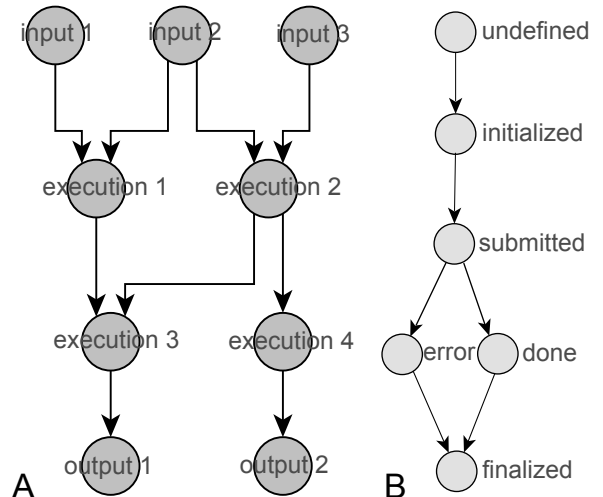 input 1
input 2
input 3
execution 1
execution 2
execution 3
execution 4
output 1
output 2
A
undefined
initialized
submitted
error
done
finalized
B